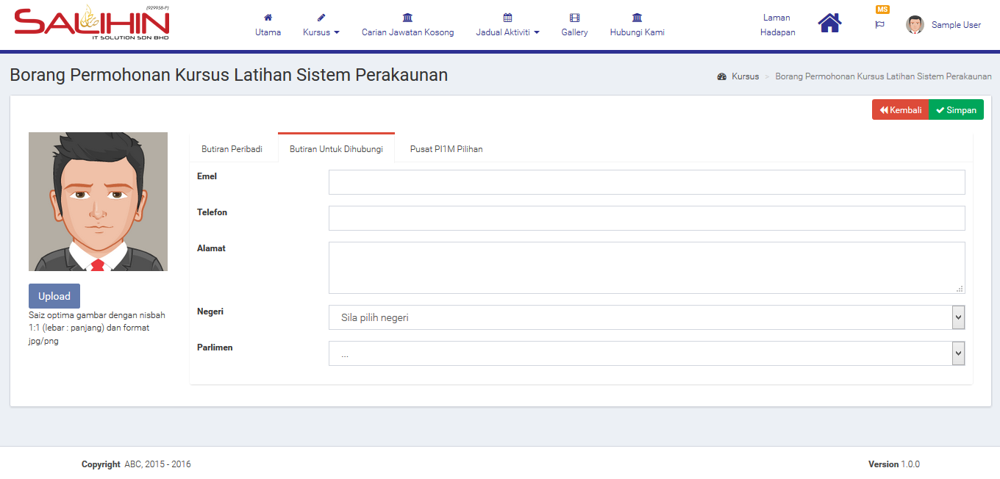 (929958-P)
SALIHIN
IT SOLUTION SDN BHD
Utama
Kursus
Carian Jawatan Kosong
Jadual Aktiviti
Gallery
Hubungi Kami
Laman
Hadapan
MS
Sample User
Borang Permohonan Kursus Latihan Sistem Perakaunan
Kursus > Borang Permohonan Kursus Latihan Sistem Perakaunan
Kembali
Simpan
Upload
Saiz optima gambar dengan nisbah
1:1 (lebar : panjang) dan format
jpg/png
Butiran Peribadi
Butiran Untuk Dihubungi
Pusat PI1M Pilihan
Emel
Telefon
Alamat
Negeri
Sila pilih negeri
Parlimen
...
Copyright ABC, 2015 - 2016
Version 1.0.0